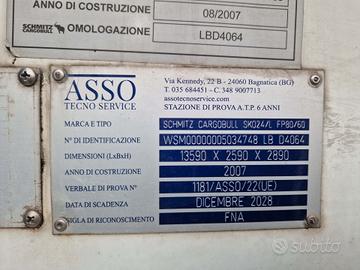 ANNO DI COSTRUZIONE
08/2007
SCHMITZ CARGOBULL OMOLOGAZIONE LBD4064
ASSO
TECNO SERVICE
Via Kennedy, 22 B - 24060 Bagnatica (BG)
T. 035 684451 - C. 348 9007713
assotecnoservice.com
STAZIONE DI PROVA A.T.P. 6 ANNI
MARCA E TIPO SCHMITZ CARGOBULL SKO24/L FP80/60
N° DI IDENTIFICAZIONE WSM00000005034748 LB D4064
DIMENSIONI (LxBxH) 13590 x 2590 x 2890
ANNO DI COSTRUZIONE 2007
VERBALE DI PROVA N° 1181/ASSO/22(UE)
DATA DI SCADENZA DICEMBRE 2028
SIGLA DI RICONOSCIMENTO FNA
subito